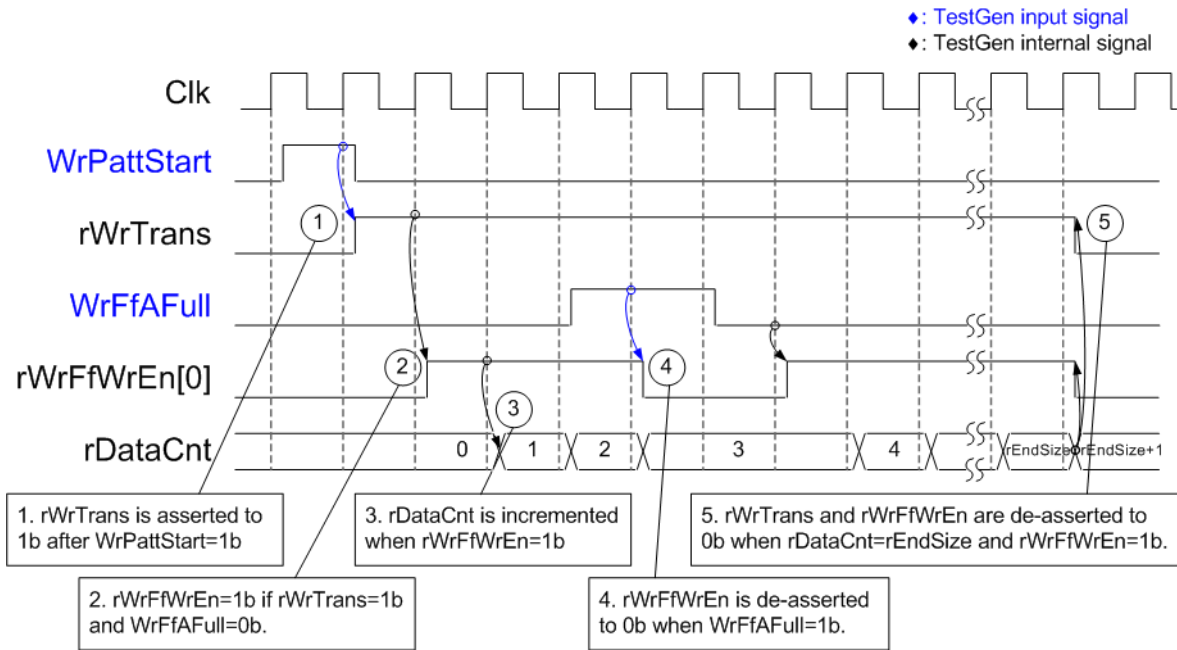 ♦: TestGen input signal
♦: TestGen internal signal
Clk
WrPattStart
rWrTrans
1
5
WrFfAFull
rWrFfWrEn[0]
2
4
3
rDataCnt
0 1 2 3 4 rEndSize rEndSize+1
1. rWrTrans is asserted to
1b after WrPattStart=1b
3. rDataCnt is incremented
when rWrFfWrEn=1b
5. rWrTrans and rWrFfWrEn are de-asserted to
0b when rDataCnt=rEndSize and rWrFfWrEn=1b.
2. rWrFfWrEn=1b if rWrTrans=1b
and WrFfAFull=0b.
4. rWrFfWrEn is de-asserted
to 0b when WrFfAFull=1b.